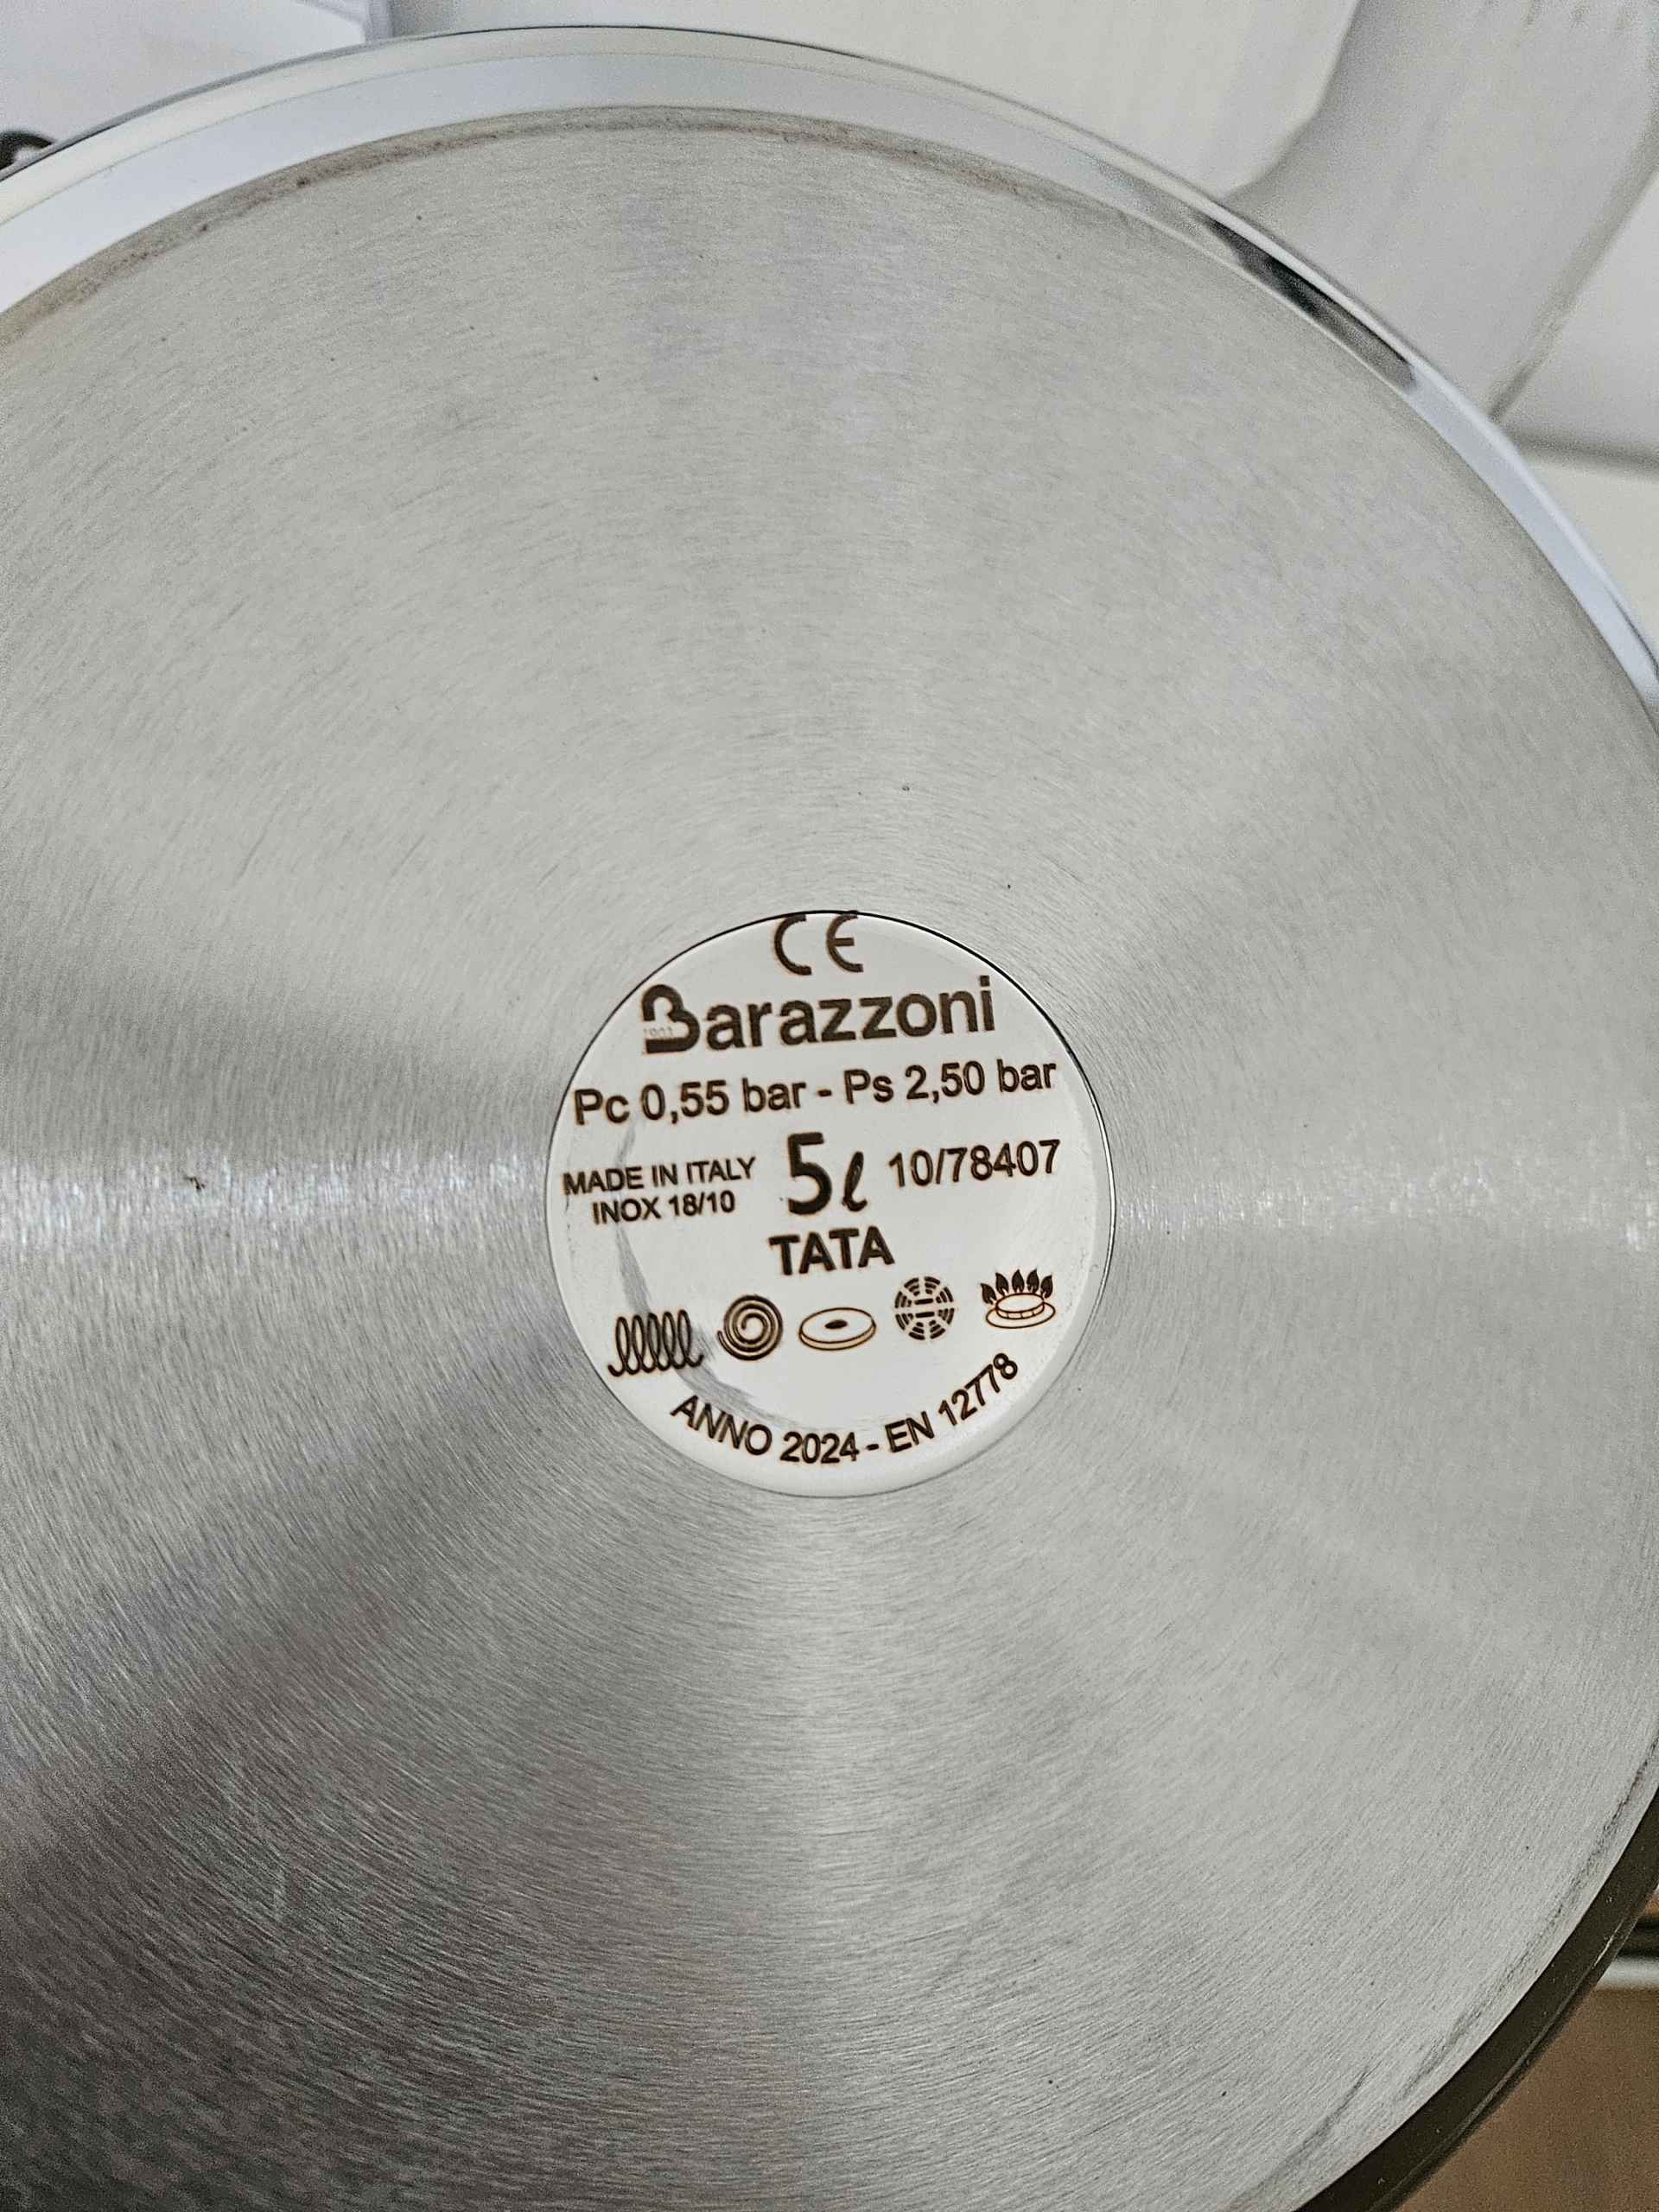 CE
Barazzoni
1903
Pc 0,55 bar - Ps 2,50 bar
MADE IN ITALY
INOX 18/10
5ℓ
10/78407
TATA
ANNO 2024 - EN 12778